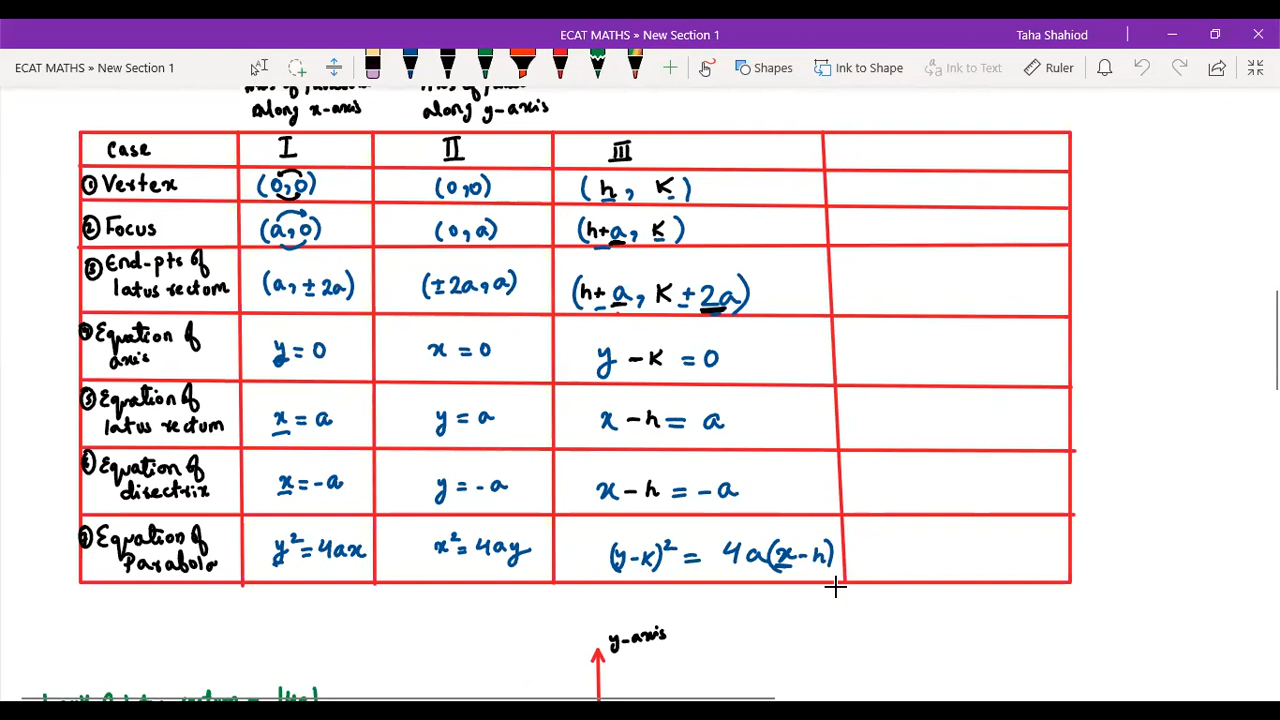 ECAT MATHS » New Section 1
Taha Shahiod
ECAT MATHS » New Section 1
Shapes
Ink to Shape
Ink to Text
Ruler
along x-axis
along y-axis
Case I II III
① Vertex (0,0) (0,0) (h, K)
② Focus (a,0) (0,a) (h+a, K)
③ End-pts of latus rectum (a, ±2a) (±2a, a) (h+a, K±2a)
④ Equation of axis y=0 x=0 y-K=0
⑤ Equation of latus rectum x=a y=a x-h=a
⑥ Equation of directrix x=-a y=-a x-h=-a
⑦ Equation of Parabola y²=4ax x²=4ay (y-K)²=4a(x-h)
y-axis